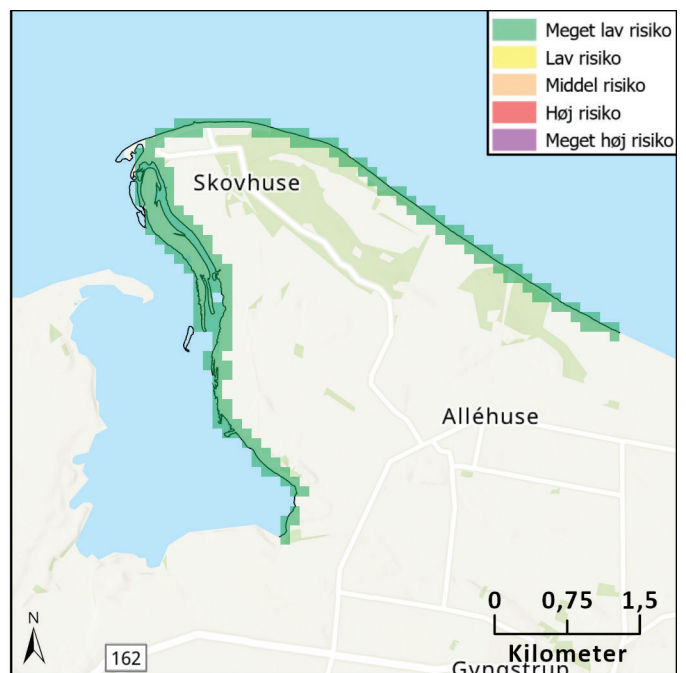 Meget lav risiko
Lav risiko
Middel risiko
Høj risiko
Meget høj risiko
Skovhuse
Alléhuse
N
162
0 0,75 1,5
Kilometer
Gyngstrup